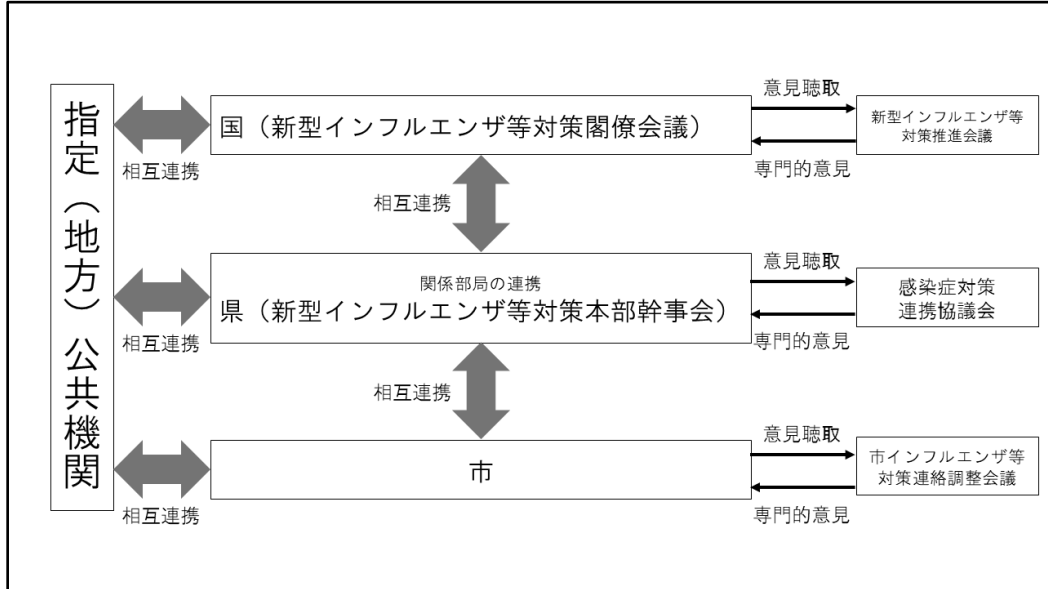 指定（地方）公共機関
相互連携
国（新型インフルエンザ等対策閣僚会議）
意見聴取
専門的意見
新型インフルエンザ等
対策推進会議
相互連携
相互連携
関係部局の連携
県（新型インフルエンザ等対策本部幹事会）
意見聴取
専門的意見
感染症対策
連携協議会
相互連携
相互連携
市
意見聴取
専門的意見
市インフルエンザ等
対策連絡調整会議